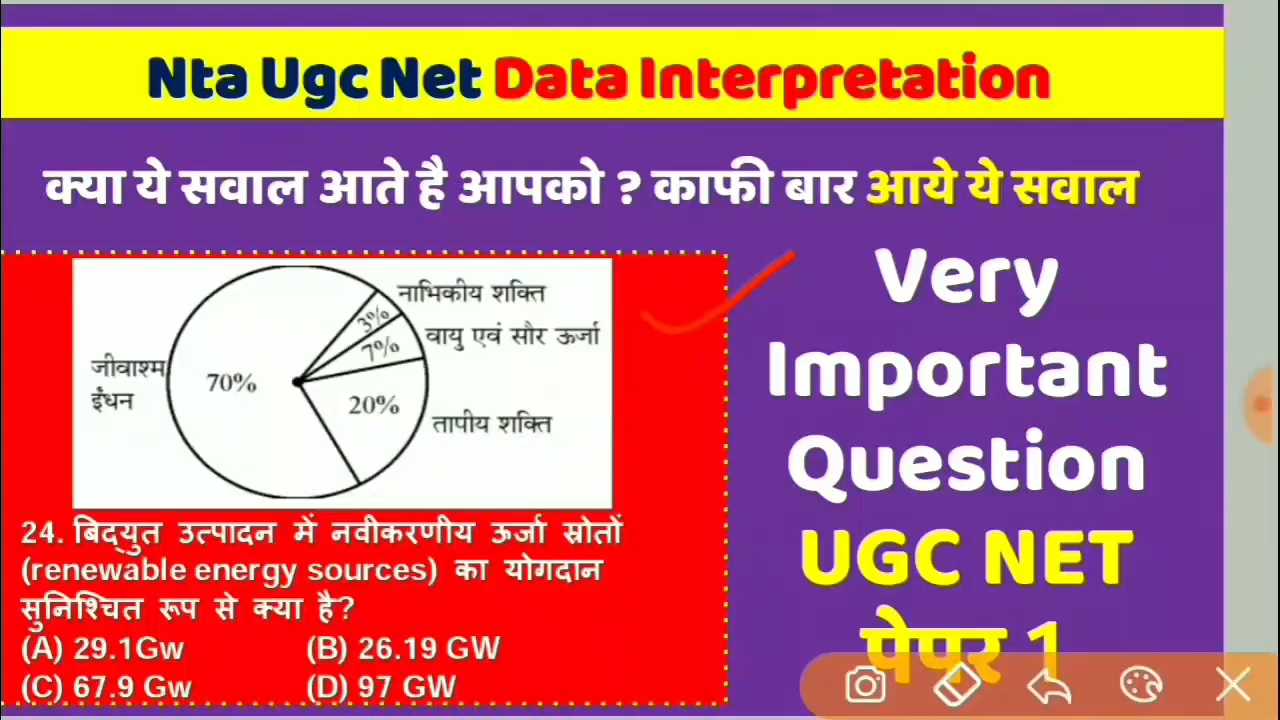 Nta Ugc Net Data Interpretation
क्या ये सवाल आते है आपको ? काफी बार आये ये सवाल
नाभिकीय शक्ति
3%
वायु एवं सौर ऊर्जा
7%
जीवाश्म
ईंधन
70%
20%
तापीय शक्ति
24. बिद्युत उत्पादन में नवीकरणीय ऊर्जा स्रोतों
(renewable energy sources) का योगदान
सुनिश्चित रूप से क्या है?
(A) 29.1Gw (B) 26.19 GW
(C) 67.9 Gw (D) 97 GW
Very
Important
Question
UGC NET
पेपर 1